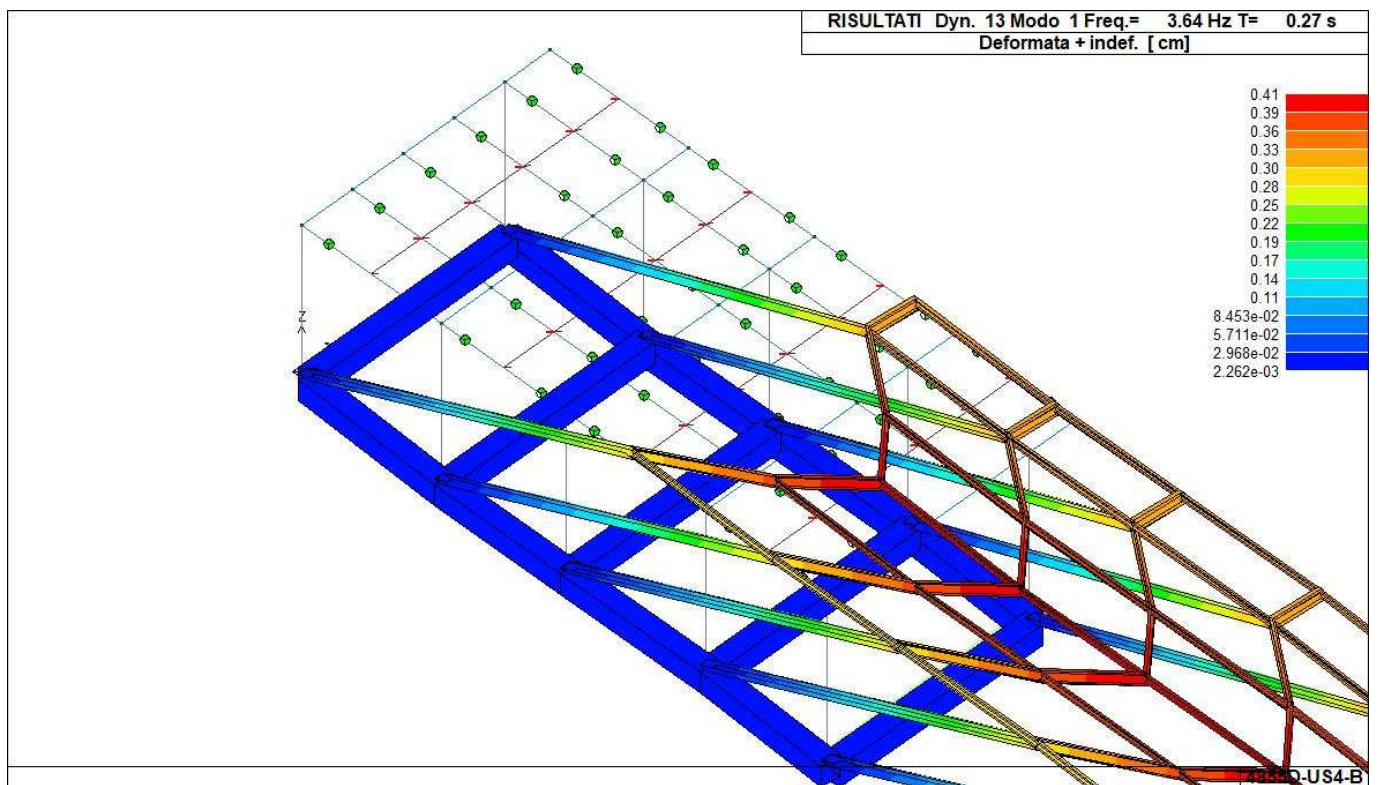 RISULTATI Dyn. 13 Modo 1 Freq.= 3.64 Hz T= 0.27 s
Deformata + indef. [ cm]
0.41
0.39
0.36
0.33
0.30
0.28
0.25
0.22
0.19
0.17
0.14
0.11
8.453e-02
5.711e-02
2.968e-02
2.262e-03
Z